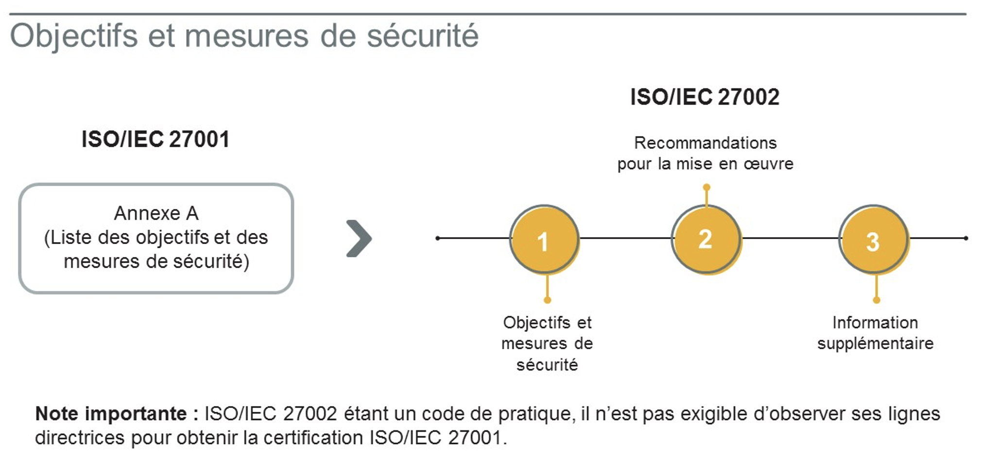 Objectifs et mesures de sécurité
ISO/IEC 27001
Annexe A
(Liste des objectifs et des
mesures de sécurité)
ISO/IEC 27002
Recommandations
pour la mise en œuvre
1
2
3
Objectifs et
mesures de
sécurité
Information
supplémentaire
Note importante : ISO/IEC 27002 étant un code de pratique, il n’est pas exigible d’observer ses lignes
directrices pour obtenir la certification ISO/IEC 27001.